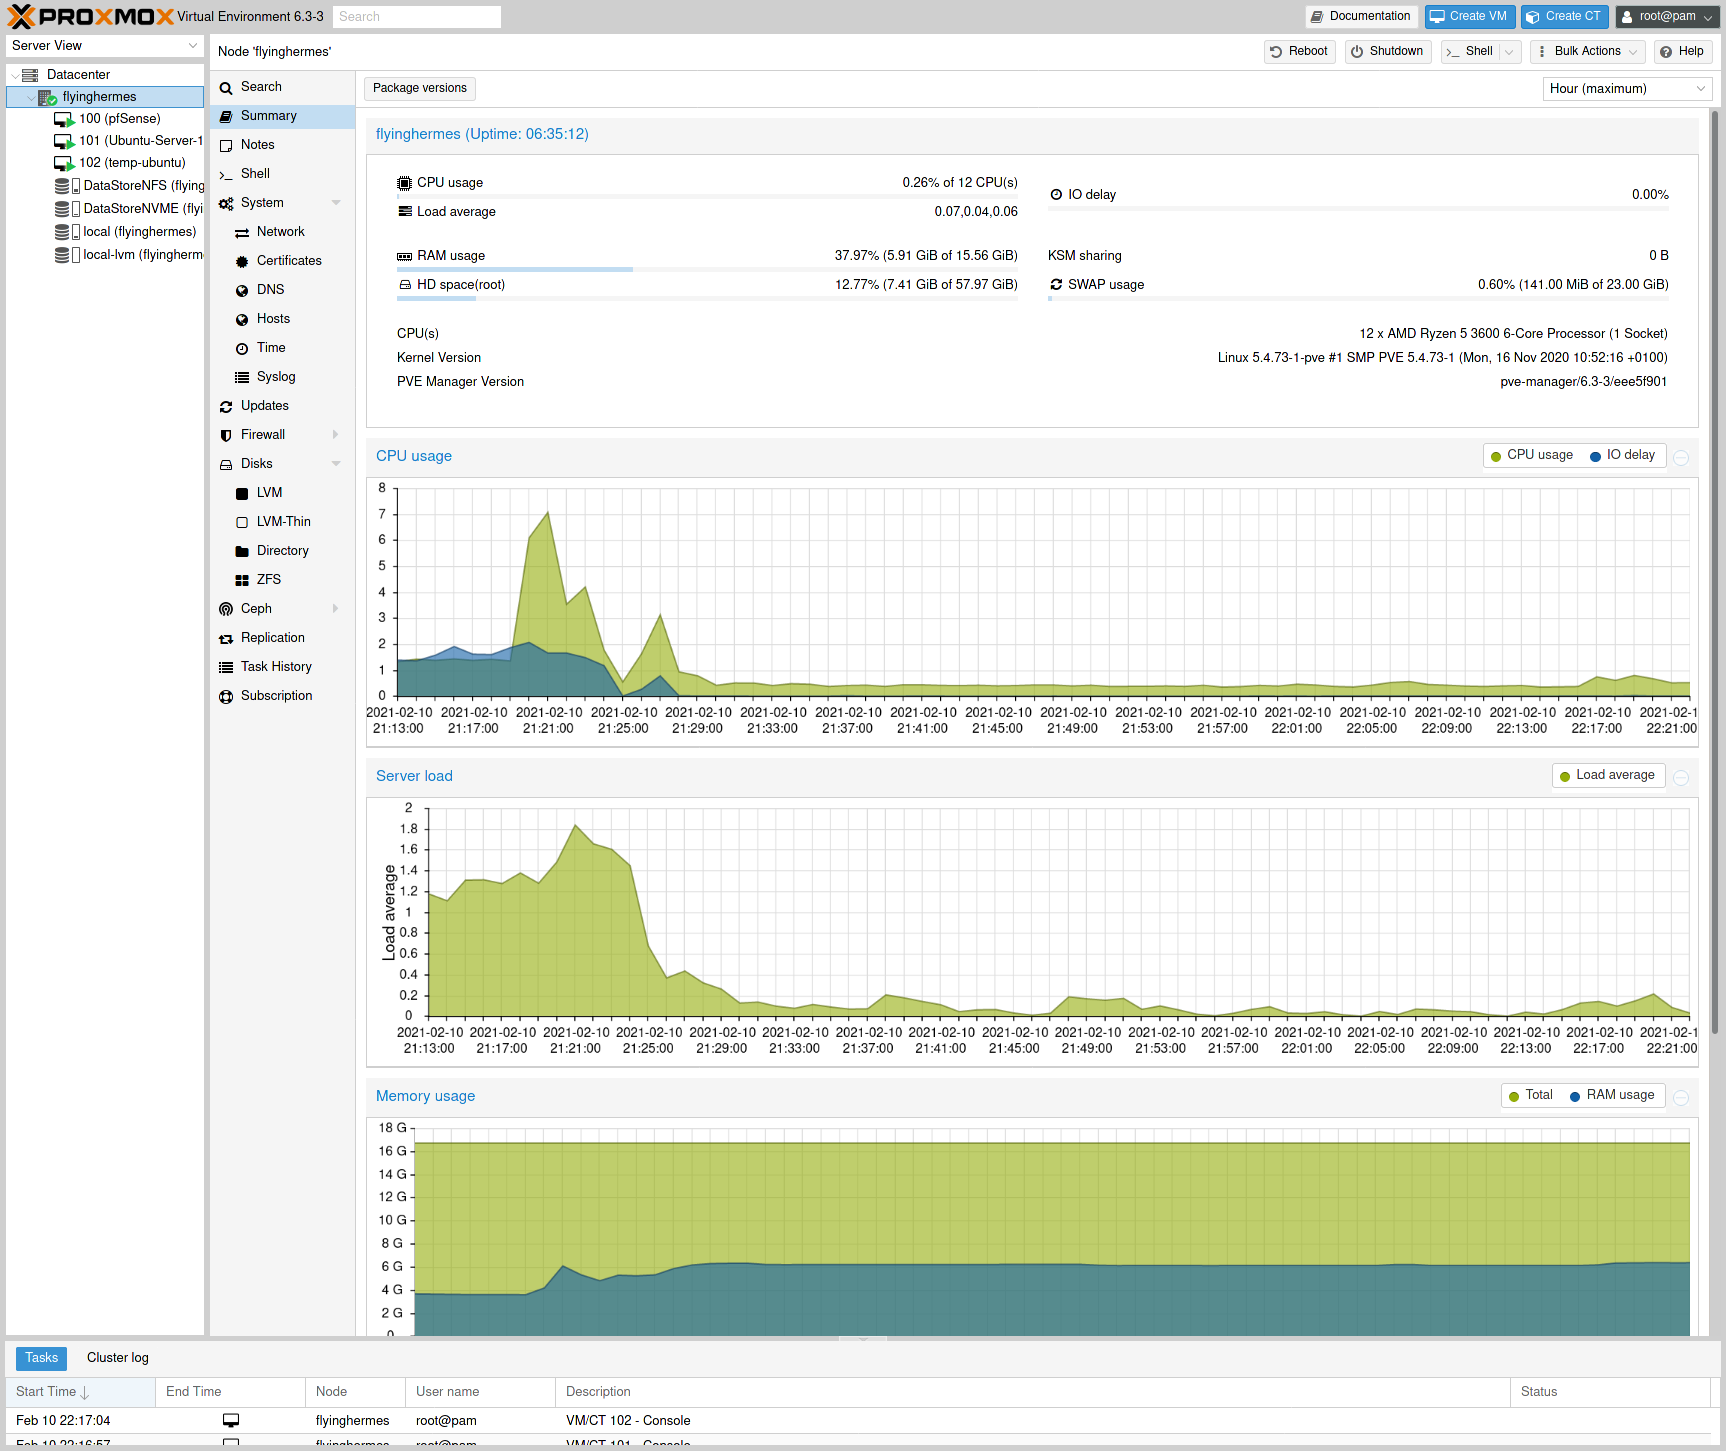 PROXMOX Virtual Environment 6.3-3 Search Documentation Create VM Create CT root@pam
Server View
Node 'flyinghermes' Reboot Shutdown Shell Bulk Actions Help
Datacenter
flyinghermes
100 (pfSense)
101 (Ubuntu-Server-1
102 (temp-ubuntu)
DataStoreNFS (flying
DataStoreNVME (flyi
local (flyinghermes)
local-lvm (flyingherm
Search
Summary
Notes
Shell
System
Network
Certificates
DNS
Hosts
Time
Syslog
Updates
Firewall
Disks
LVM
LVM-Thin
Directory
ZFS
Ceph
Replication
Task History
Subscription
Package versions Hour (maximum)
flyinghermes (Uptime: 06:35:12)
CPU usage 0.26% of 12 CPU(s)
IO delay 0.00%
Load average 0.07,0.04,0.06
RAM usage 37.97% (5.91 GiB of 15.56 GiB)
KSM sharing 0 B
HD space(root) 12.77% (7.41 GiB of 57.97 GiB)
SWAP usage 0.60% (141.00 MiB of 23.00 GiB)
CPU(s) 12 x AMD Ryzen 5 3600 6-Core Processor (1 Socket)
Kernel Version Linux 5.4.73-1-pve #1 SMP PVE 5.4.73-1 (Mon, 16 Nov 2020 10:52:16 +0100)
PVE Manager Version pve-manager/6.3-3/eee5f901
CPU usage CPU usage IO delay
8
7
6
5
4
3
2
1
0
2021-02-10 2021-02-10 2021-02-10 2021-02-10 2021-02-10 2021-02-10 2021-02-10 2021-02-10 2021-02-10 2021-02-10 2021-02-10 2021-02-10 2021-02-10 2021-02-10 2021-02-10 2021-02-10 2021-02-10 2021-02-1
21:13:00 21:17:00 21:21:00 21:25:00 21:29:00 21:33:00 21:37:00 21:41:00 21:45:00 21:49:00 21:53:00 21:57:00 22:01:00 22:05:00 22:09:00 22:13:00 22:17:00 22:21:00
Server load Load average
Load average
2
1.8
1.6
1.4
1.2
1
0.8
0.6
0.4
0.2
0
2021-02-10 2021-02-10 2021-02-10 2021-02-10 2021-02-10 2021-02-10 2021-02-10 2021-02-10 2021-02-10 2021-02-10 2021-02-10 2021-02-10 2021-02-10 2021-02-10 2021-02-10 2021-02-10 2021-02-10 2021-02-1
21:13:00 21:17:00 21:21:00 21:25:00 21:29:00 21:33:00 21:37:00 21:41:00 21:45:00 21:49:00 21:53:00 21:57:00 22:01:00 22:05:00 22:09:00 22:13:00 22:17:00 22:21:00
Memory usage Total RAM usage
18 G
16 G
14 G
12 G
10 G
8 G
6 G
4 G
2 G
0
Tasks Cluster log
Start Time End Time Node User name Description Status
Feb 10 22:17:04 flyinghermes root@pam VM/CT 102 - Console
Feb 10 22:16:57 flyinghermes root@pam VM/CT 101 - Console